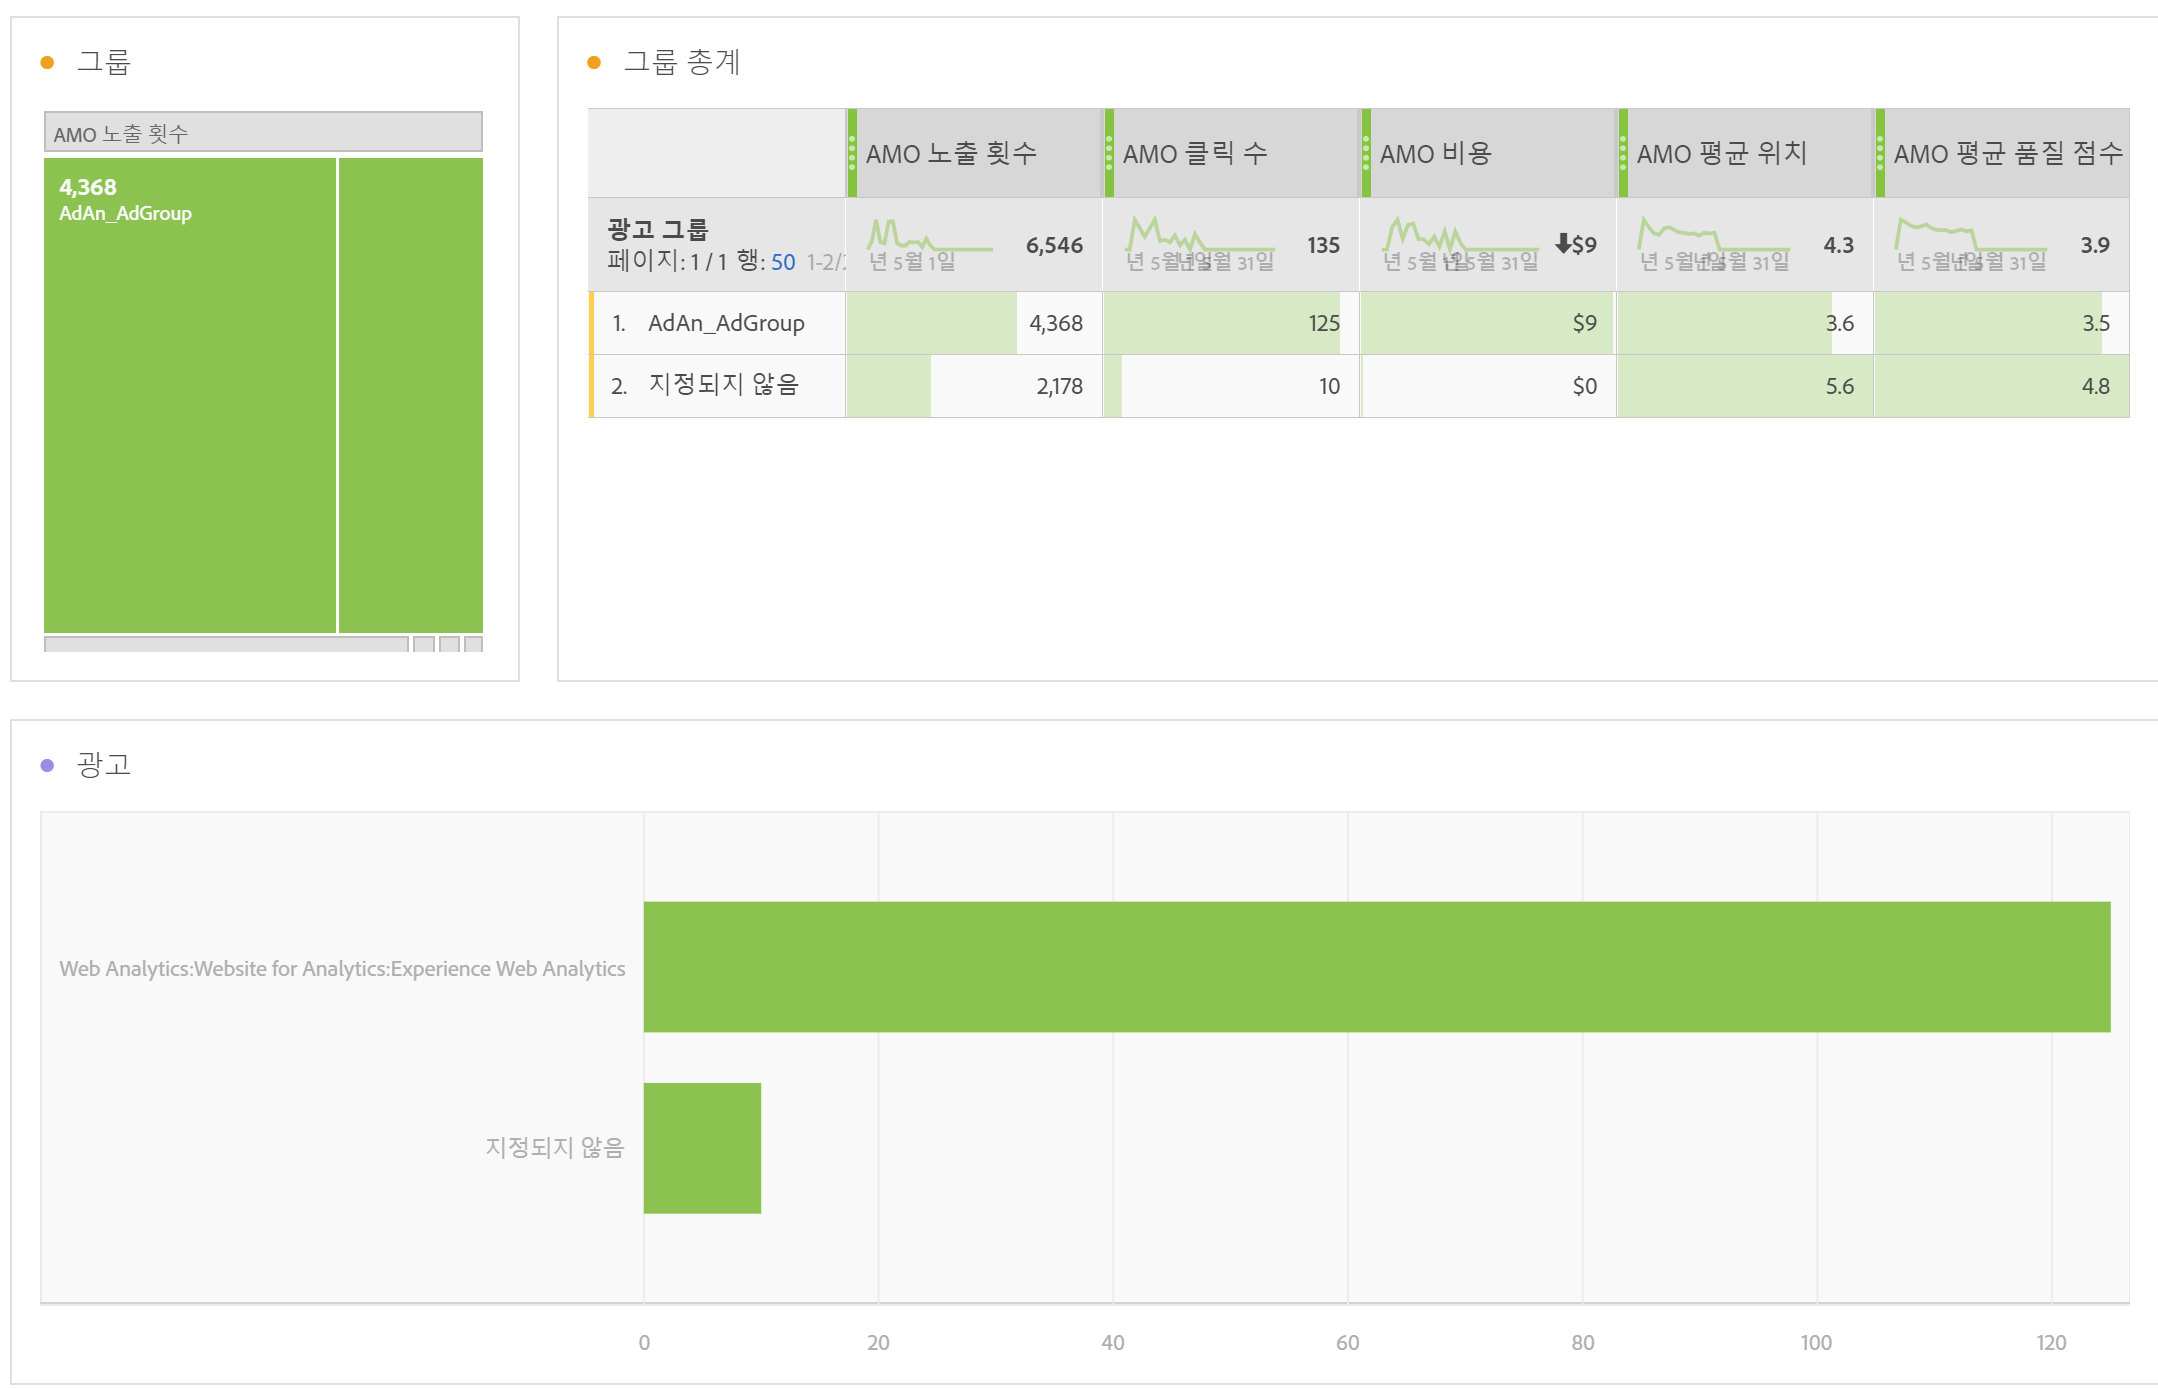 그룹
AMO 노출 횟수
4,368
AdAn_AdGroup
그룹 총계
AMO 노출 횟수 AMO 클릭 수 AMO 비용 AMO 평균 위치 AMO 평균 품질 점수
광고 그룹
페이지: 1 / 1 행: 50 1-2/
년 5월 1일 6,546
년 5월 년 5월 31일 135
년 5월 5월 31일 $9
년 5월 5월 31일 4.3
년 5월 5월 31일 3.9
1. AdAn_AdGroup 4,368 125 $9 3.6 3.5
2. 지정되지 않음 2,178 10 $0 5.6 4.8
광고
Web Analytics:Website for Analytics:Experience Web Analytics
지정되지 않음
0 20 40 60 80 100 120